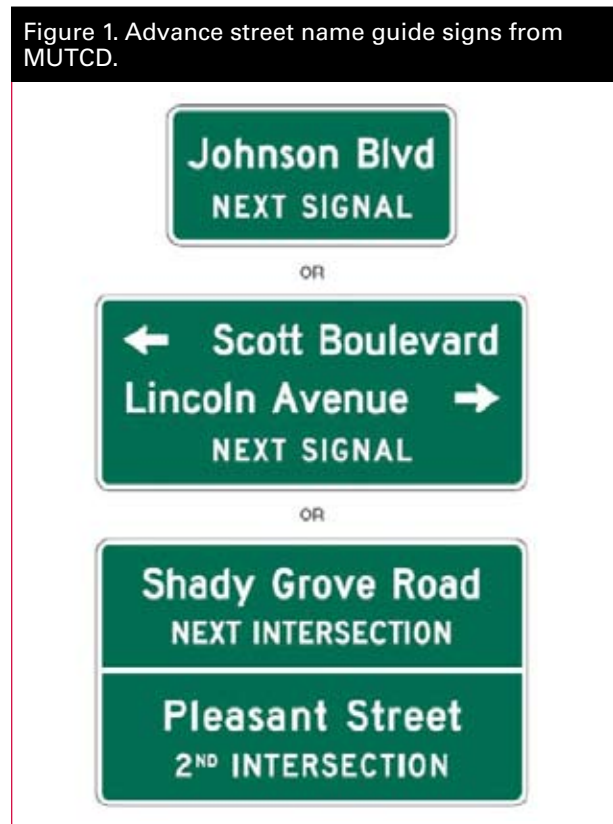 Figure 1. Advance street name guide signs from
MUTCD.
Johnson Blvd
NEXT SIGNAL
OR
← Scott Boulevard
Lincoln Avenue →
NEXT SIGNAL
OR
Shady Grove Road
NEXT INTERSECTION
Pleasant Street
2ND INTERSECTION